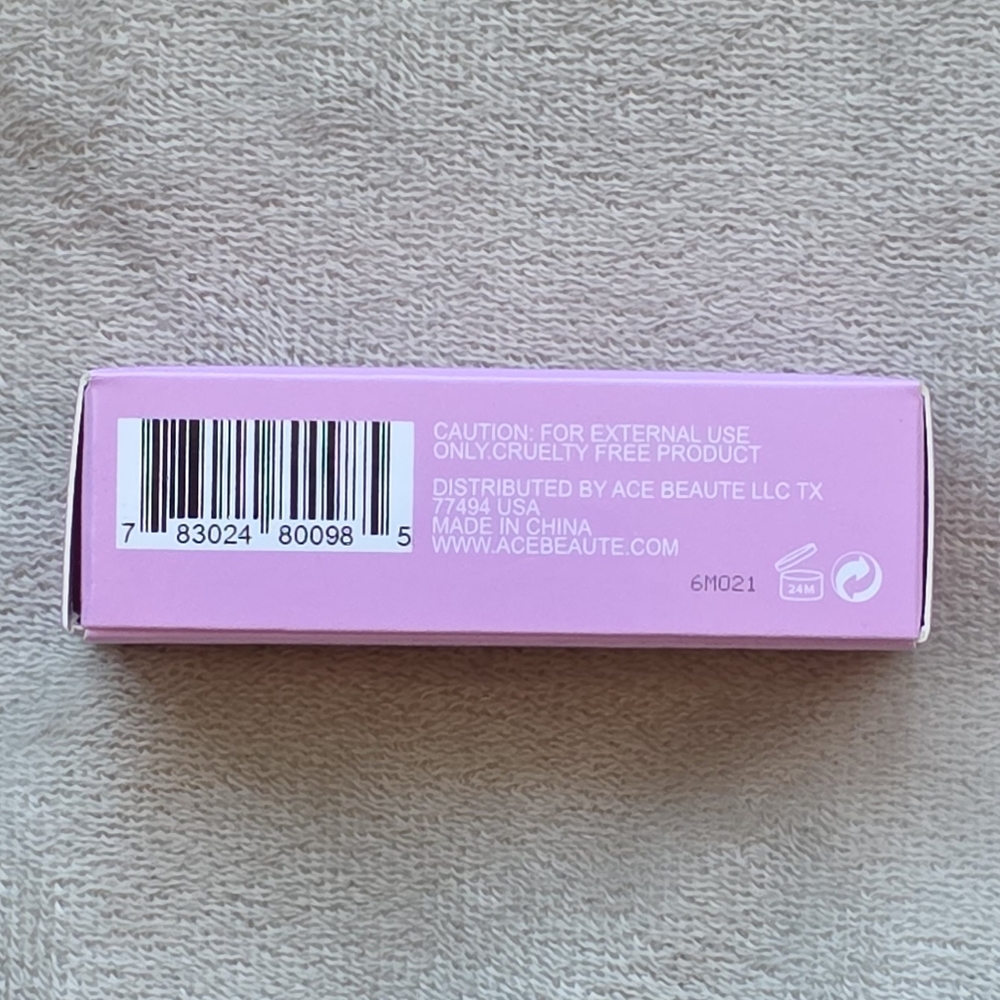 7 83024 80098 5
CAUTION: FOR EXTERNAL USE
ONLY.CRUELTY FREE PRODUCT
DISTRIBUTED BY ACE BEAUTE LLC TX
77494 USA
MADE IN CHINA
WWW.ACEBEAUTE.COM
6M021
24M